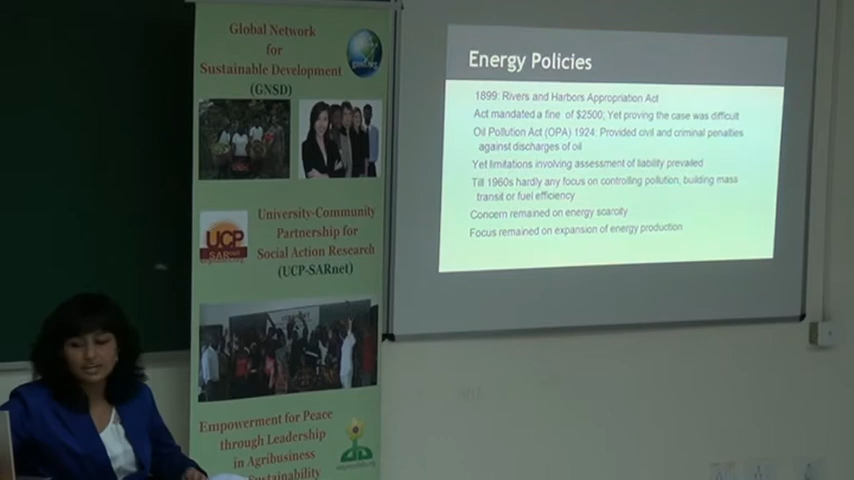 Global Network
for
Sustainable Development
(GNSD)
University-Community
Partnership for
Social Action Research
(UCP-SARnet)
UCP
SARnet
Empowerment for Peace
through Leadership
in Agribusiness
Energy Policies
1899: Rivers and Harbors Appropriation Act
Act mandated a fine of $2500; Yet proving the case was difficult
Oil Pollution Act (OPA) 1924: Provided civil and criminal penalties
against discharges of oil
Yet limitations involving assessment of liability prevailed
Till 1960s hardly any focus on controlling pollution, building mass
transit or fuel efficiency
Concern remained on energy scarcity
Focus remained on expansion of energy production